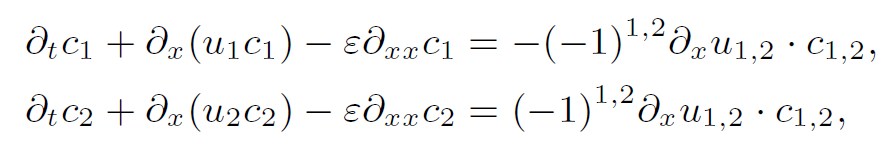 ∂ₜc₁ + ∂ₓ(u₁c₁) − ε∂ₓₓc₁ = −(−1)^{1,2}∂ₓu_{1,2} · c_{1,2},
∂ₜc₂ + ∂ₓ(u₂c₂) − ε∂ₓₓc₂ = (−1)^{1,2}∂ₓu_{1,2} · c_{1,2},